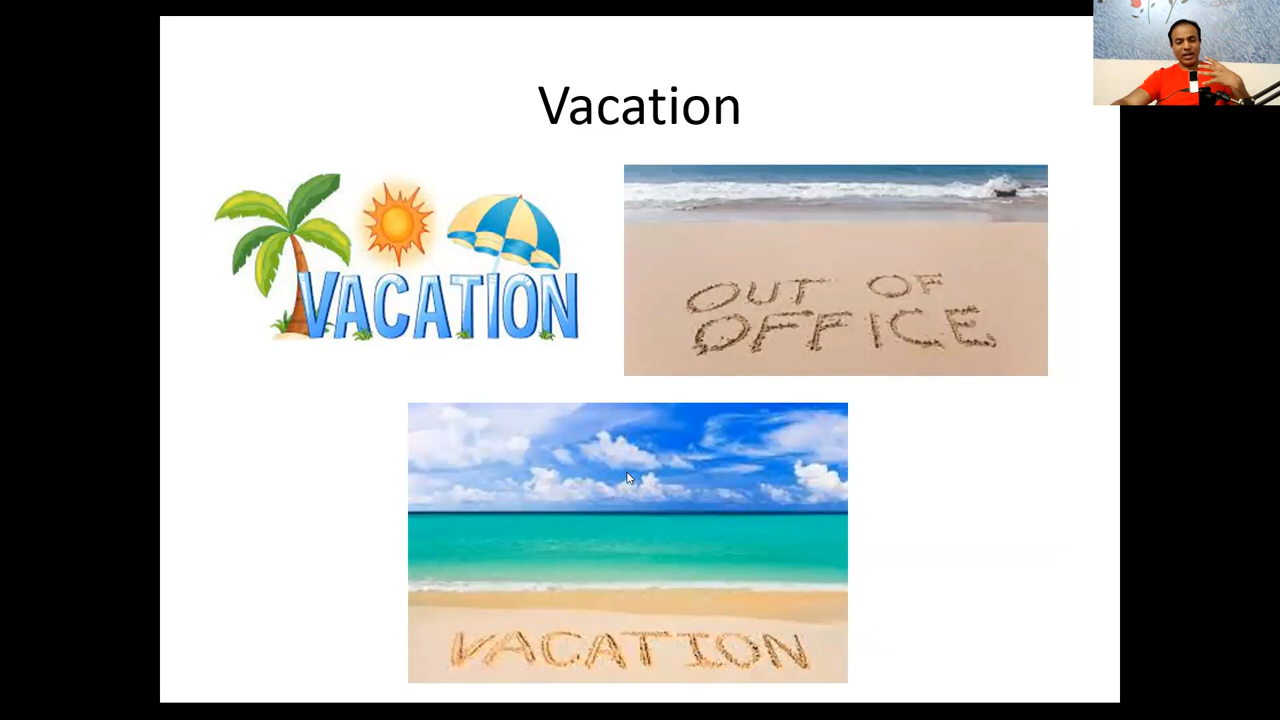 Vacation
VACATION
OUT OF
OFFICE
VACATION